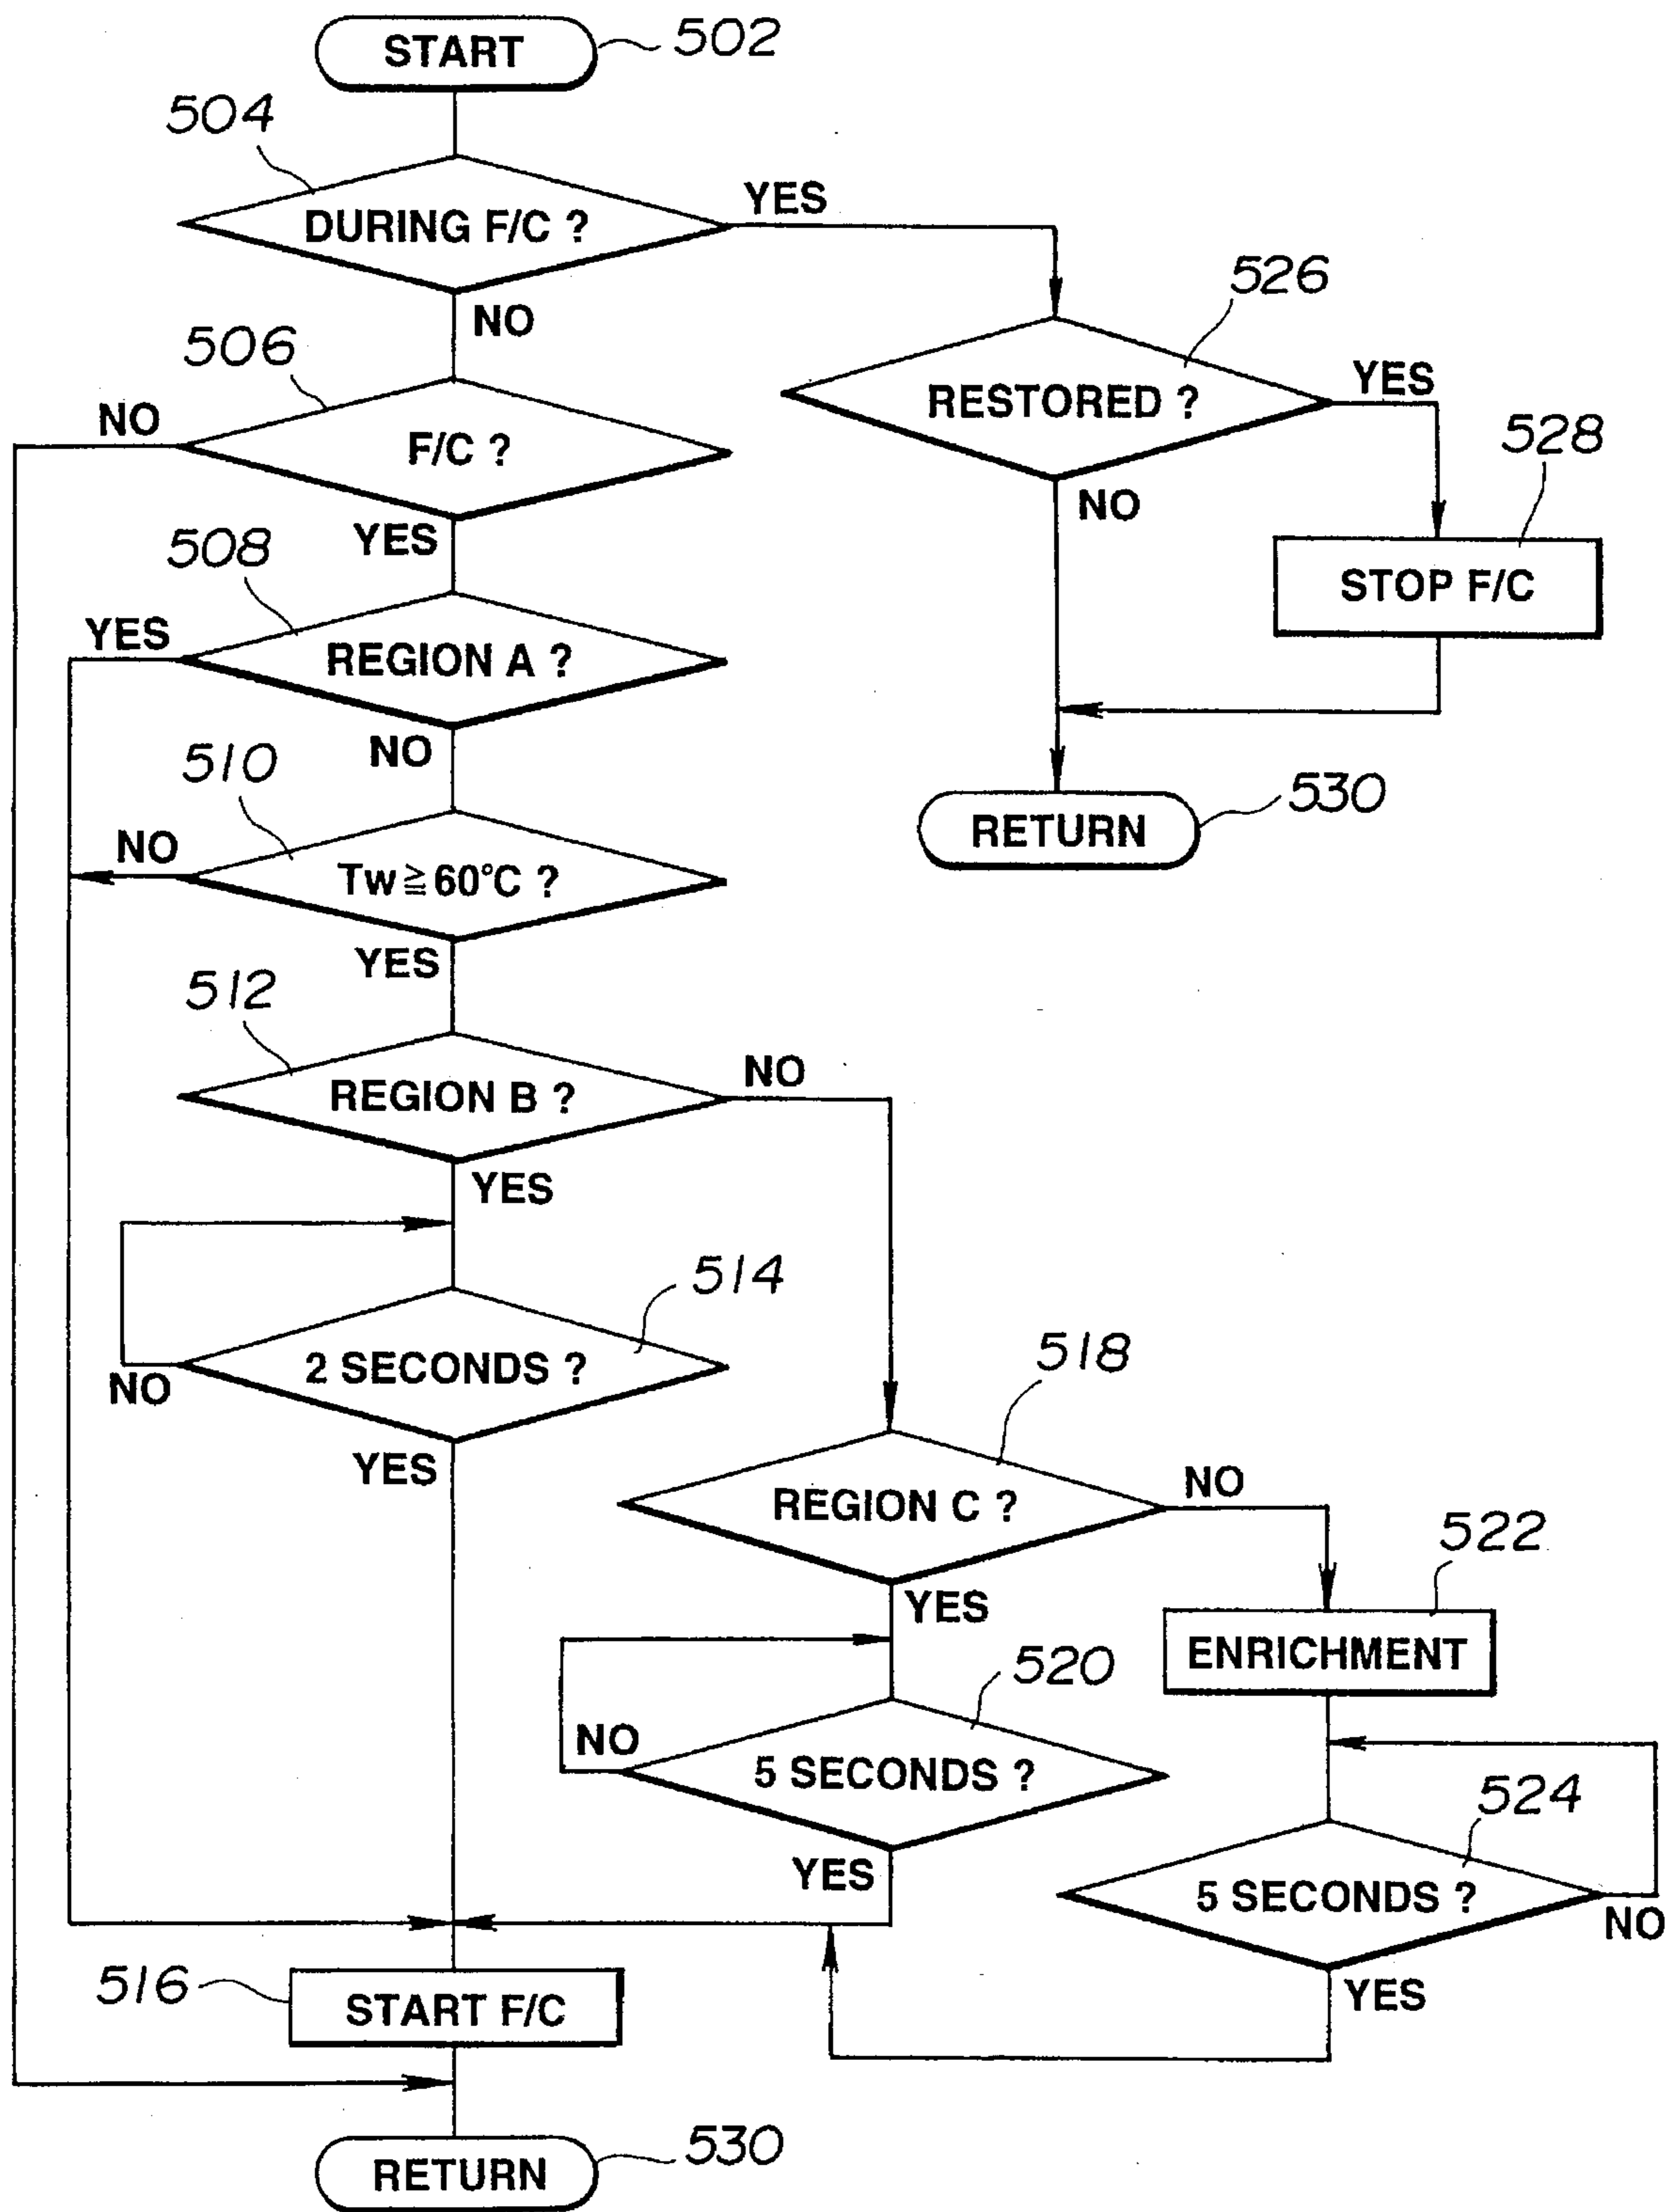 START
502
504
DURING F/C ?
YES
NO
526
RESTORED ?
YES
NO
528
STOP F/C
RETURN
530
506
NO
F/C ?
YES
508
YES
REGION A ?
NO
510
NO
Tw≧60°C ?
YES
512
REGION B ?
NO
YES
514
2 SECONDS ?
NO
YES
518
REGION C ?
NO
YES
522
ENRICHMENT
520
NO
5 SECONDS ?
YES
524
5 SECONDS ?
NO
YES
516
START F/C
RETURN
530